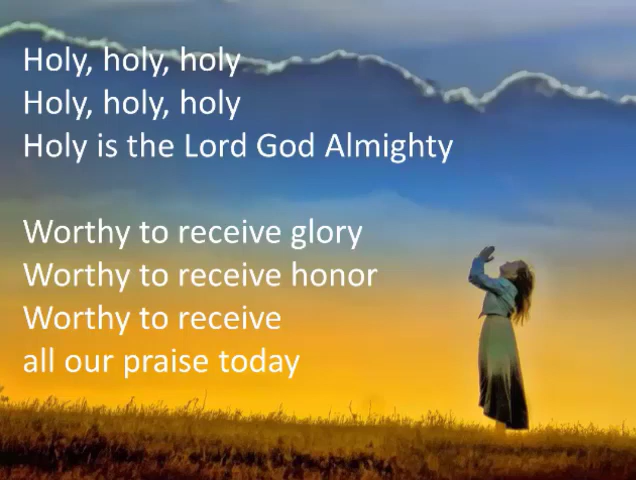 Holy, holy, holy
Holy, holy, holy
Holy is the Lord God Almighty
Worthy to receive glory
Worthy to receive honor
Worthy to receive
all our praise today